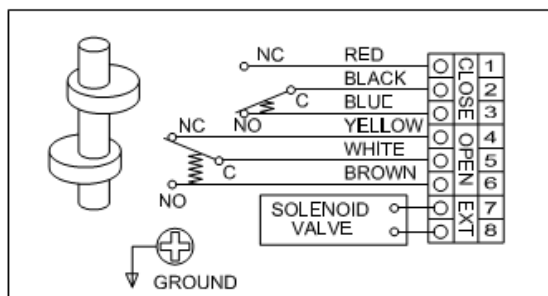 NC RED CLOSE 1
BLACK 2
C BLUE 3
NO
NC YELLOW OPEN 4
WHITE 5
C BROWN 6
NO
SOLENOID EXT 7
VALVE 8
GROUND